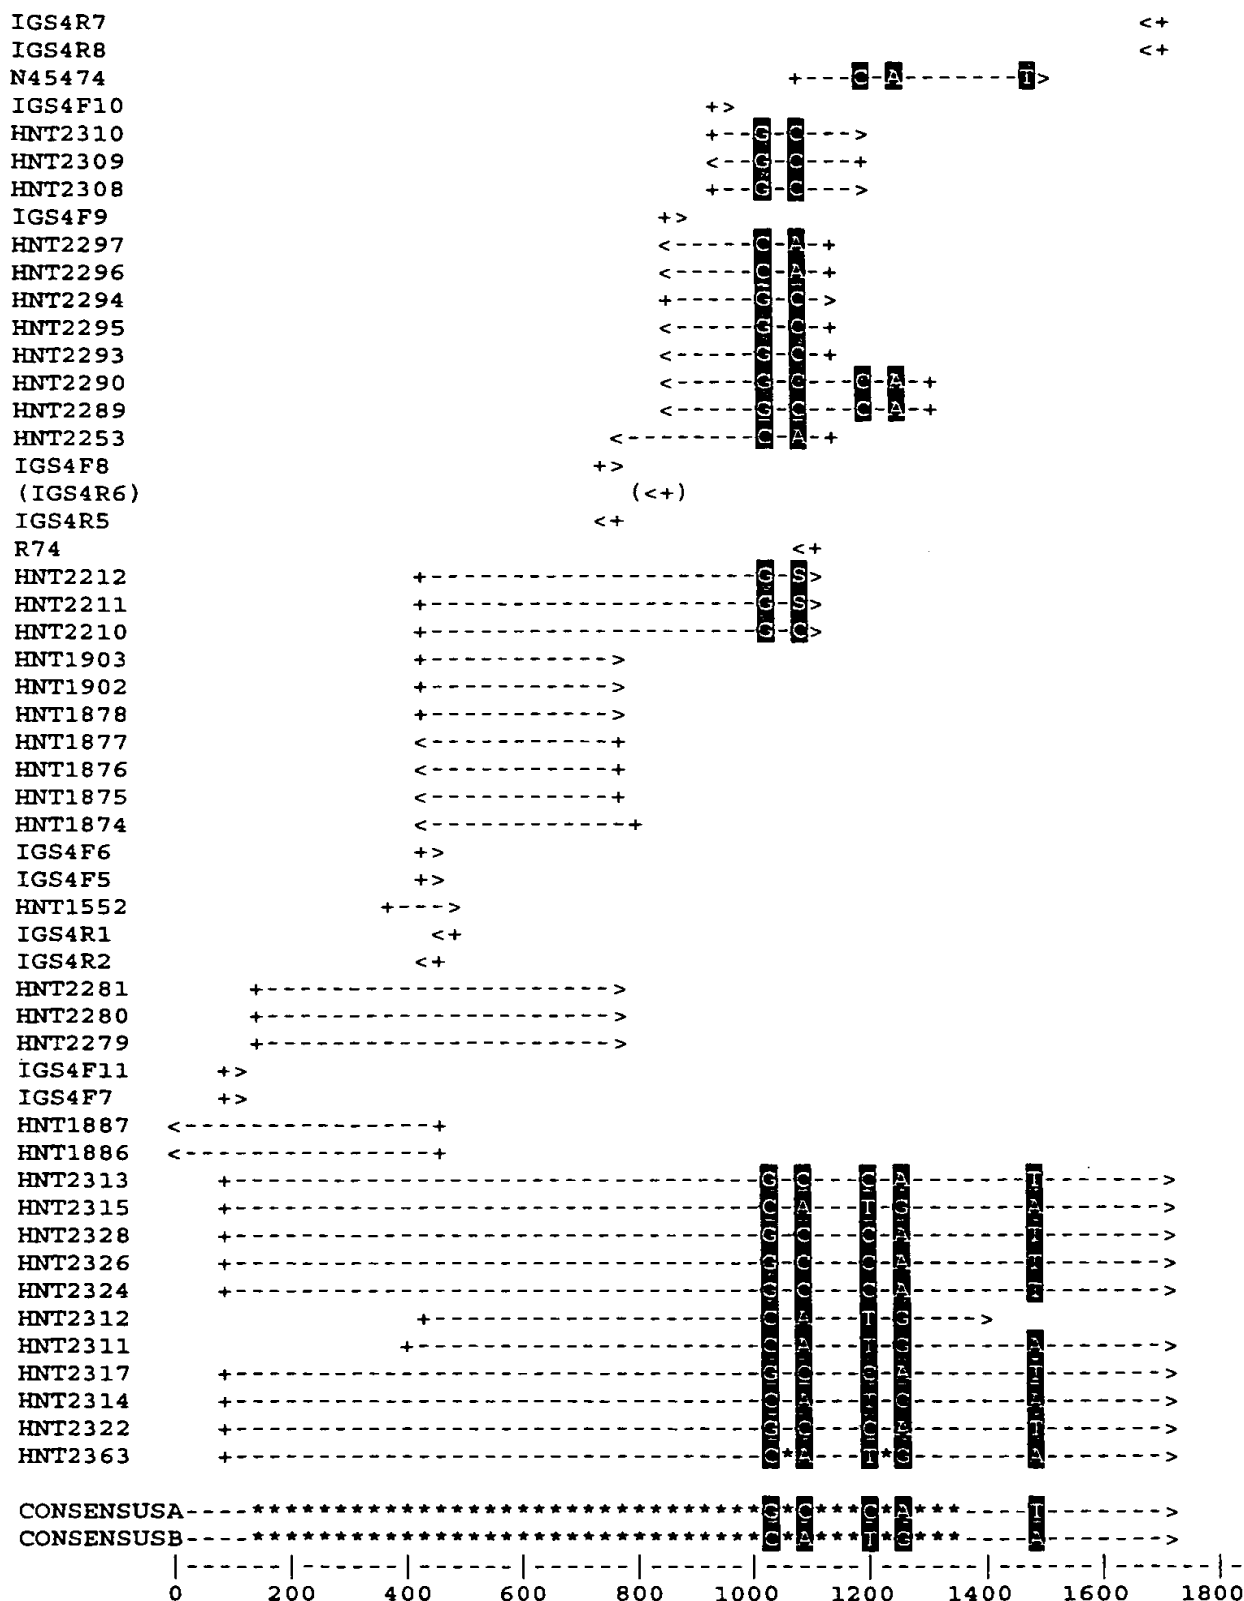 IGS4R7 <+
IGS4R8 <+
N45474 +---C-A-------T>
IGS4F10 +>
HNT2310 +--G-C--->
HNT2309 <--G-C---+
HNT2308 +--G-C--->
IGS4F9 +>
HNT2297 <-----C-A-+
HNT2296 <-----C-A-+
HNT2294 +-----G-C->
HNT2295 <-----G-C-+
HNT2293 <-----G-C-+
HNT2290 <-----G-C---C-A-+
HNT2289 <-----G-C---C-A-+
HNT2253 <--------C-A-+
IGS4F8 +>
(IGS4R6) (<+)
IGS4R5 <+
R74 <+
HNT2212 +--------------------G-S>
HNT2211 +--------------------G-S>
HNT2210 +--------------------G-C>
HNT1903 +----------->
HNT1902 +----------->
HNT1878 +----------->
HNT1877 <-----------+
HNT1876 <-----------+
HNT1875 <-----------+
HNT1874 <------------+
IGS4F6 +>
IGS4F5 +>
HNT1552 +--->
IGS4R1 <+
IGS4R2 <+
HNT2281 +--------------------->
HNT2280 +--------------------->
HNT2279 +--------------------->
IGS4F11 +>
IGS4F7 +>
HNT1887 <---------------+
HNT1886 <---------------+
HNT2313 +--------------------------------G-C---C-A-------T------->
HNT2315 +--------------------------------C-A---T-G-------A------->
HNT2328 +--------------------------------G-C---C-A-------T------->
HNT2326 +--------------------------------G-C---C-A-------T------->
HNT2324 +--------------------------------G-C---C-A-------T------->
HNT2312 +--------------------C-A---T-G---->
HNT2311 +---------------------C-A---T-G-------A------->
HNT2317 +--------------------------------G-C---C-A-------T------->
HNT2314 +--------------------------------C-A---T-G--------------->
HNT2322 +--------------------------------G-C---C-A-------T------->
HNT2363 +--------------------------------C*A---T*G-------A------->
CONSENSUSA----*******************************G*C***C*A***----T------->
CONSENSUSB----*******************************C*A***T*G***----A------->
0 200 400 600 800 1000 1200 1400 1600 1800